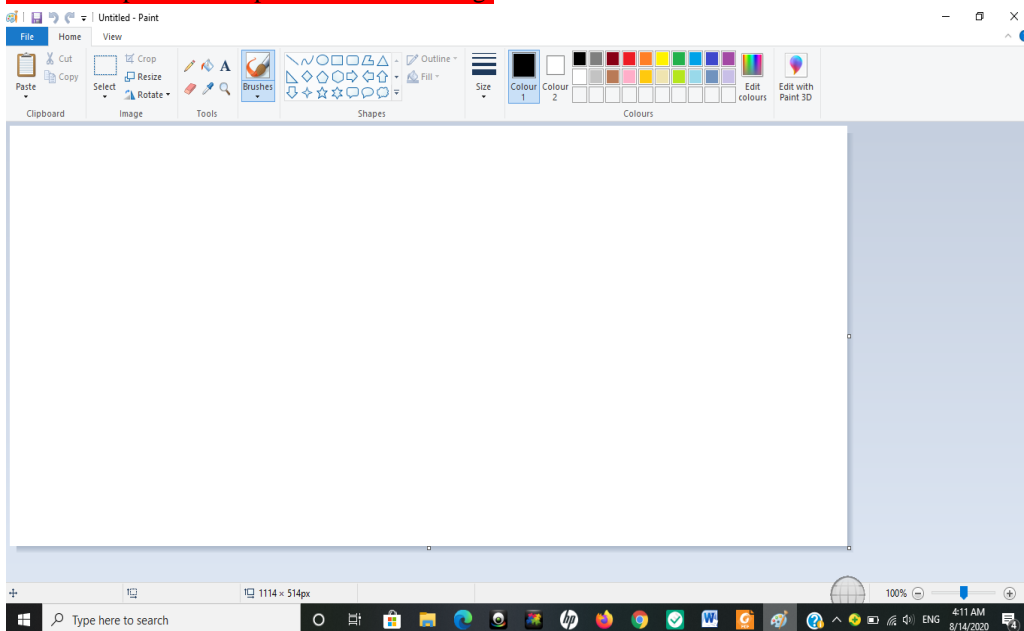 Untitled - Paint
File Home View
Cut
Copy
Paste
Select
Crop
Resize
Rotate
Brushes
Outline
Fill
Size
Colour 1
Colour 2
Edit colours
Edit with Paint 3D
Clipboard Image Tools Shapes Colours
1114 × 514px
100%
Type here to search
hp
W
ENG
4:11 AM
8/14/2020
4